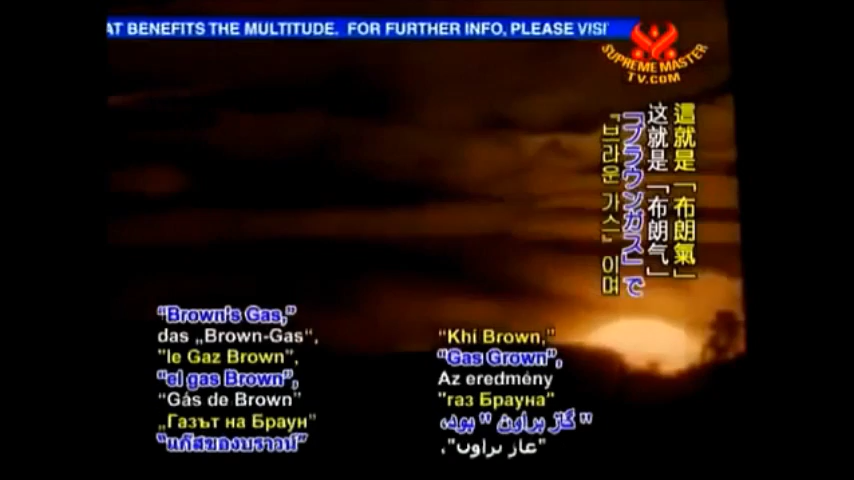 AT BENEFITS THE MULTITUDE. FOR FURTHER INFO, PLEASE VISI
SUPREME MASTER
TV.COM
這就是「布朗氣」
这就是「布朗气」
「ブラウンガス」で
『브라운 가스』이며
“Brown's Gas,”
das „Brown-Gas“,
"le Gaz Brown",
“el gas Brown”,
“Gás de Brown”
„Газът на Браун”
“แก๊สของบราวน์”
“Khí Brown,”
“Gas Grown”,
Az eredmény
"газ Брауна"
" گاز براون " بود،
"غاز براون"،